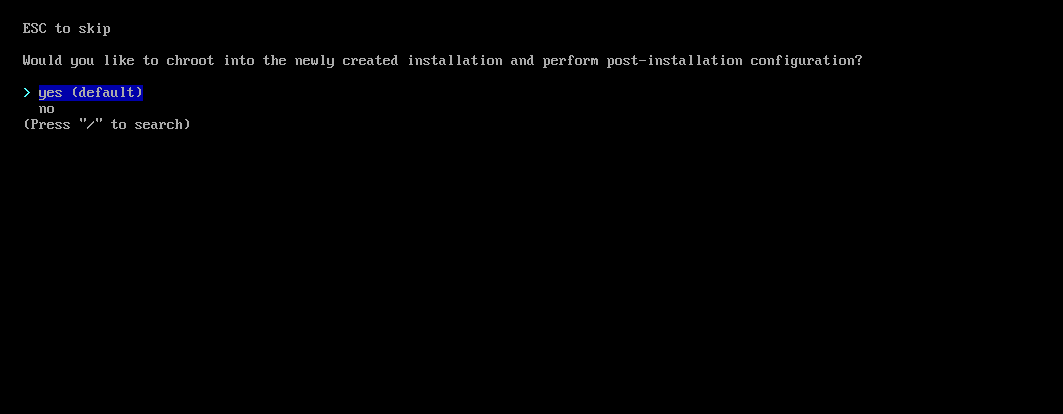 ESC to skip
Would you like to chroot into the newly created installation and perform post-installation configuration?
> yes (default)
no
(Press "/" to search)